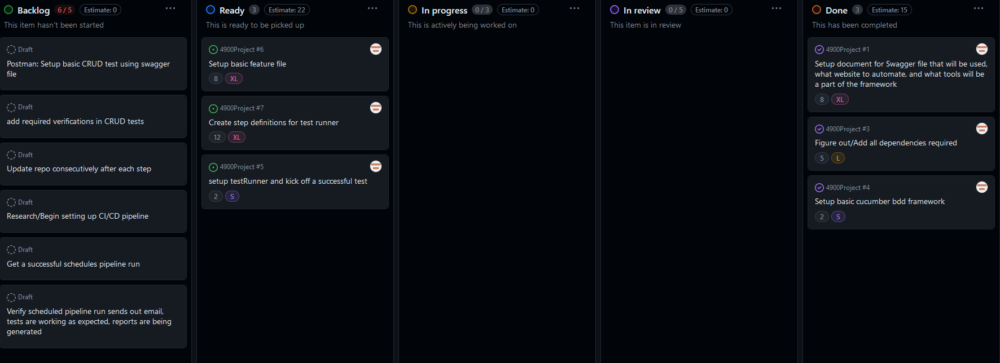 Backlog 6 / 5 Estimate: 0 ···
This item hasn't been started
Draft
Postman: Setup basic CRUD test using swagger
file
Draft
add required verifications in CRUD tests
Draft
Update repo consecutively after each step
Draft
Research/Begin setting up CI/CD pipeline
Draft
Get a successful schedules pipeline run
Draft
Verify scheduled pipeline run sends out email,
tests are working as expected, reports are being
generated
Ready 3 Estimate: 22 ···
This is ready to be picked up
4900Project #6
Setup basic feature file
8 XL
4900Project #7
Create step definitions for test runner
12 XL
4900Project #5
setup testRunner and kick off a successful test
2 S
In progress 0 / 3 Estimate: 0 ···
This is actively being worked on
In review 0 / 5 Estimate: 0 ···
This item is in review
Done 3 Estimate: 15 ···
This has been completed
4900Project #1
Setup document for Swagger file that will be used,
what website to automate, and what tools will be
a part of the framework
8 XL
4900Project #3
Figure out/Add all dependencies required
5 L
4900Project #4
Setup basic cucumber bdd framework
2 S